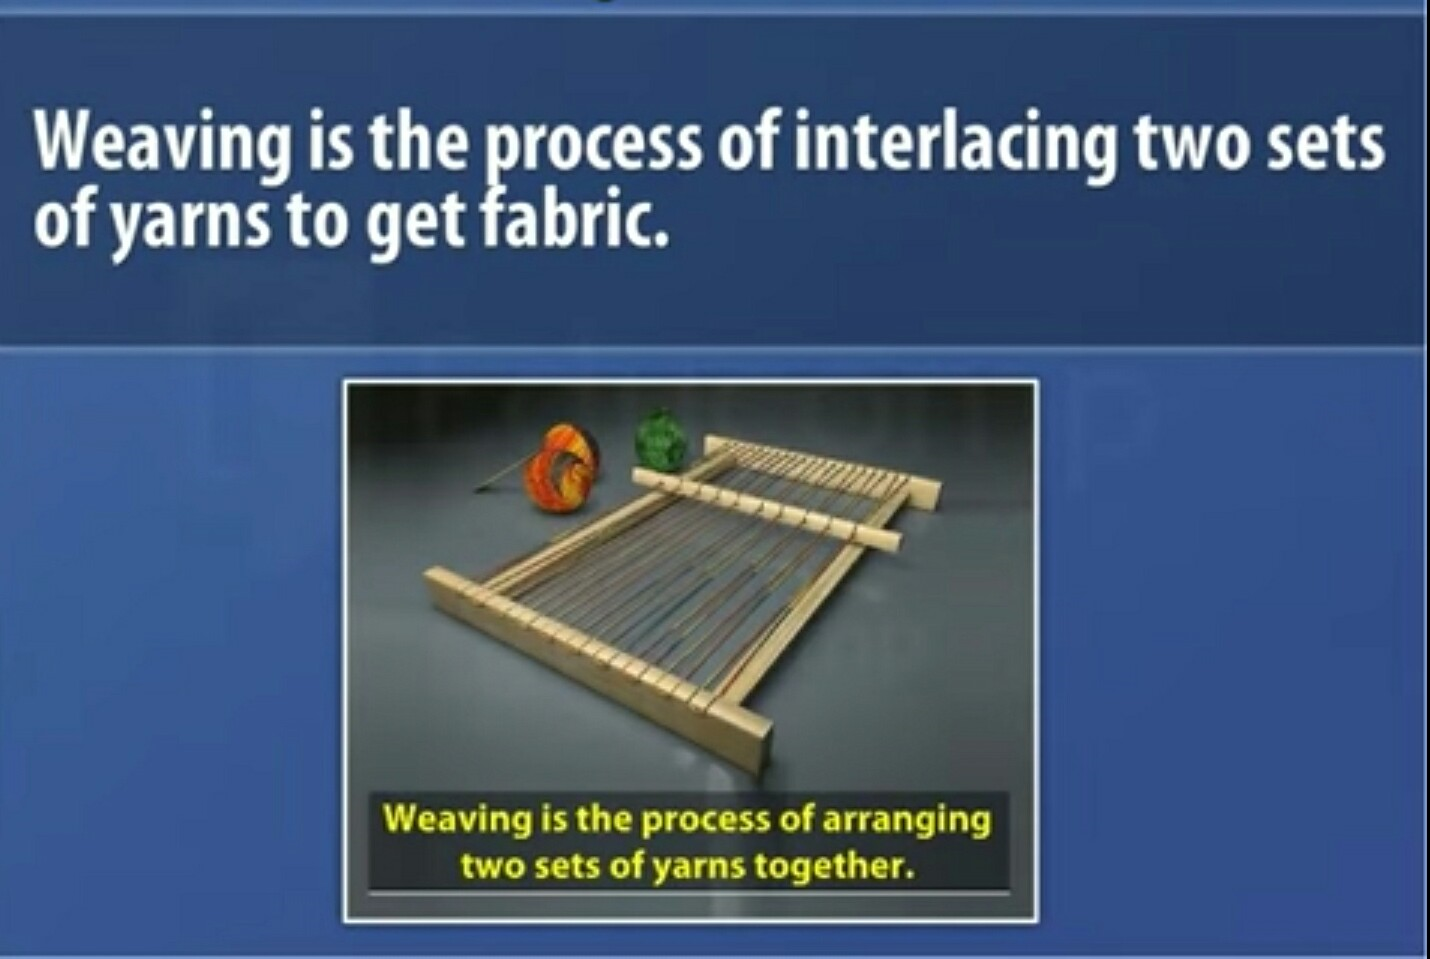 Weaving is the process of interlacing two sets
of yarns to get fabric.
Weaving is the process of arranging
two sets of yarns together.